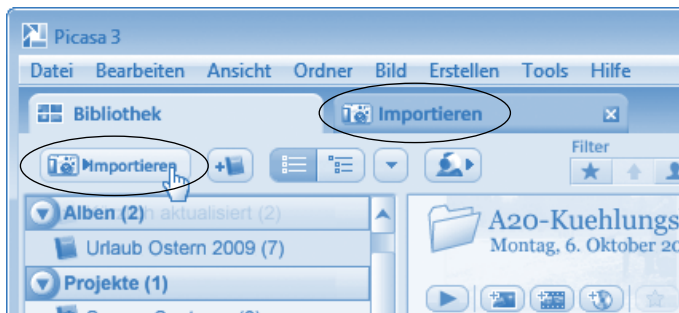 Picasa 3
Datei Bearbeiten Ansicht Ordner Bild Erstellen Tools Hilfe
Bibliothek Importieren
Importieren
Filter
Alben (2) aktualisiert (2)
Urlaub Ostern 2009 (7)
Projekte (1)
A20-Kuehlungs
Montag, 6. Oktober 20